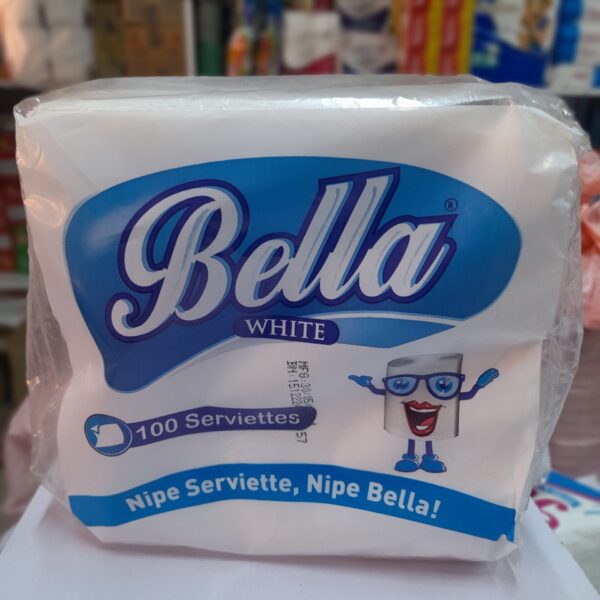 Bella ®
WHITE
100 Serviettes
Nipe Serviette, Nipe Bella!